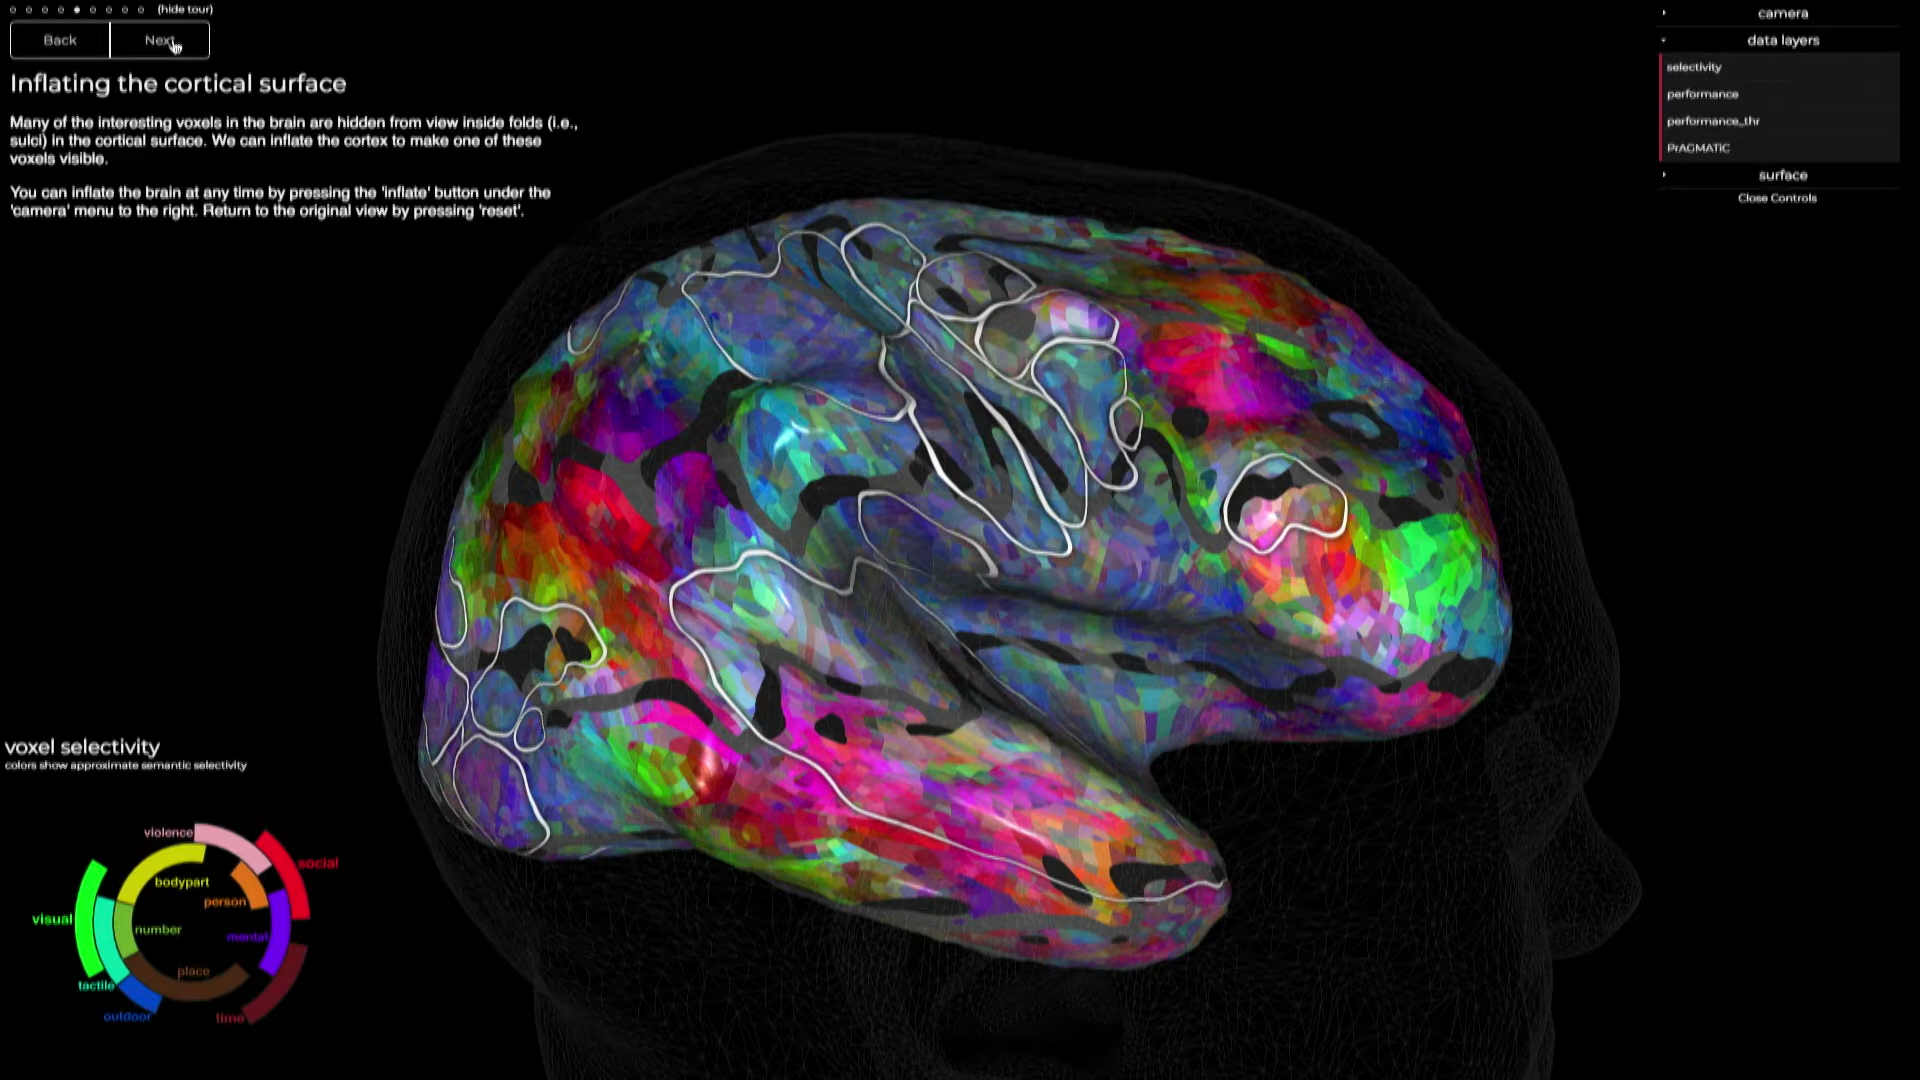 (hide tour)
Back
Next
Inflating the cortical surface
Many of the interesting voxels in the brain are hidden from view inside folds (i.e.,
sulci) in the cortical surface. We can inflate the cortex to make one of these
voxels visible.
You can inflate the brain at any time by pressing the 'inflate' button under the
'camera' menu to the right. Return to the original view by pressing 'reset'.
camera
data layers
selectivity
performance
performance_thr
PrAGMATiC
surface
Close Controls
voxel selectivity
colors show approximate semantic selectivity
violence
social
bodypart
person
visual
number
mental
place
tactile
outdoor
time